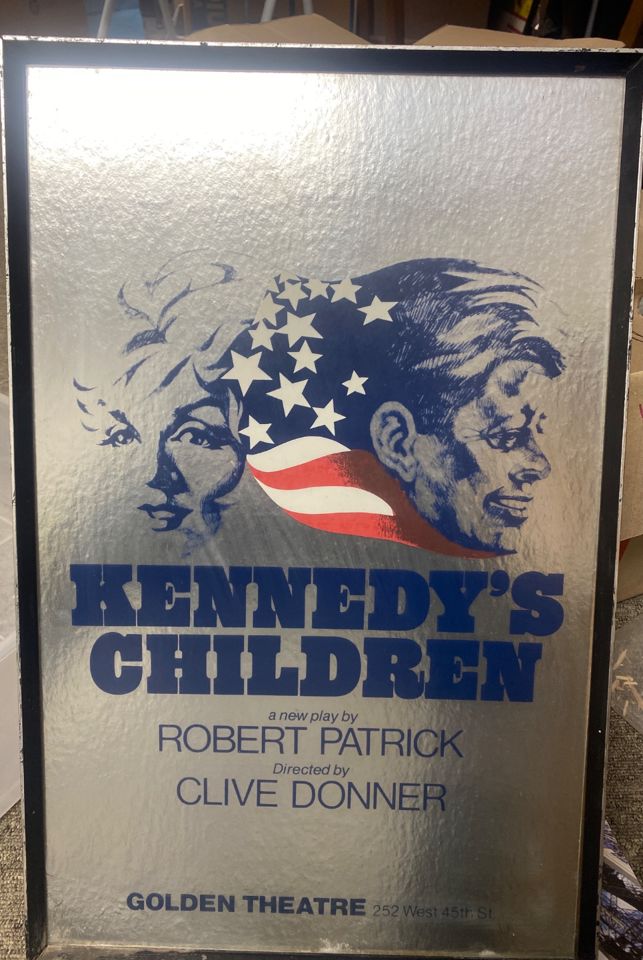 KENNEDY'S
CHILDREN
a new play by
ROBERT PATRICK
Directed by
CLIVE DONNER
GOLDEN THEATRE 252 West 45th St.